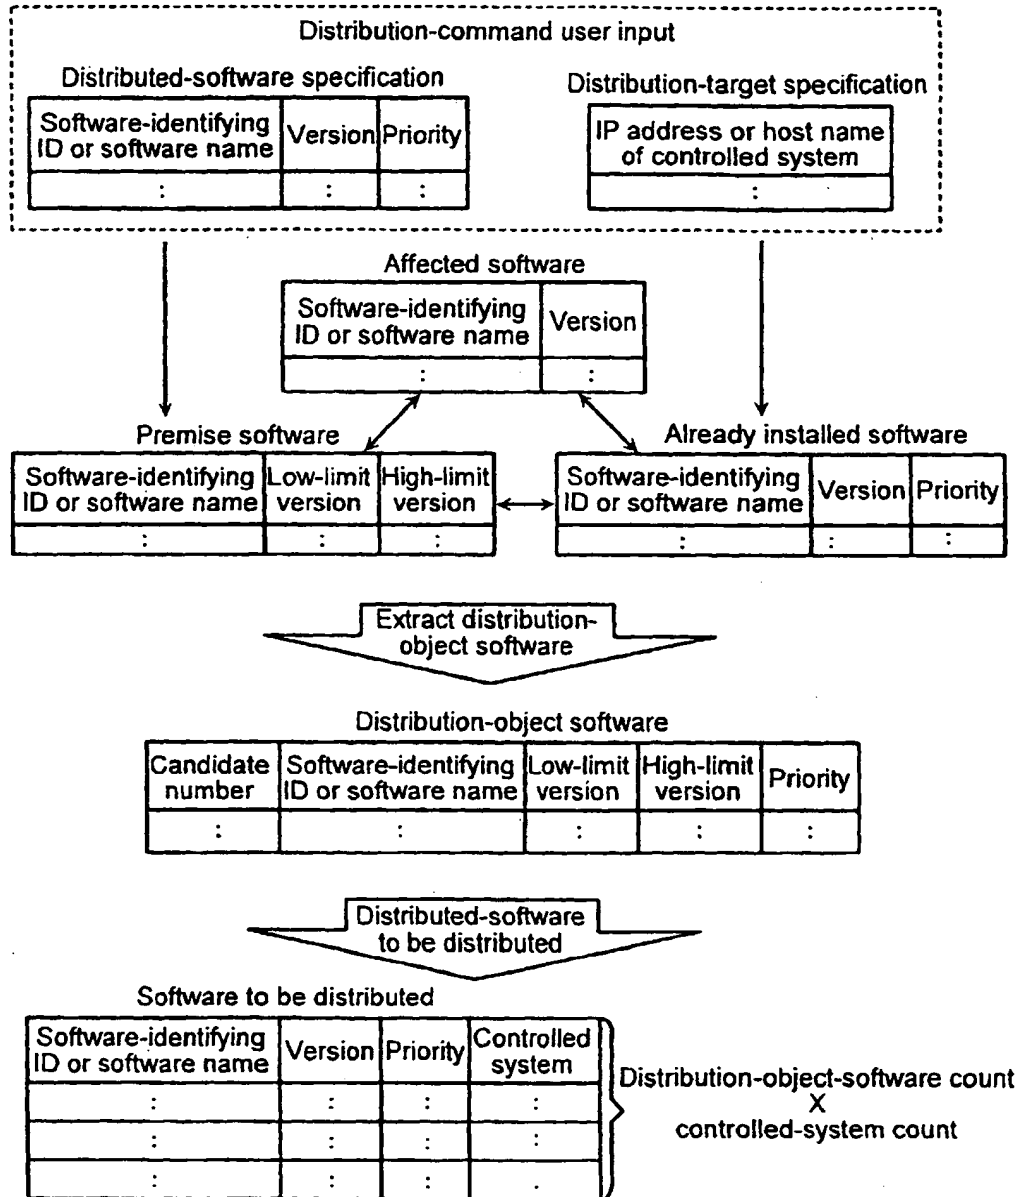 Distribution-command user input
Distributed-software specification
Software-identifying
ID or software name
Version
Priority
:
:
:
Distribution-target specification
IP address or host name
of controlled system
:
Affected software
Software-identifying
ID or software name
Version
:
:
Premise software
Software-identifying
ID or software name
Low-limit
version
High-limit
version
:
:
:
Already installed software
Software-identifying
ID or software name
Version
Priority
:
:
:
Extract distribution-
object software
Distribution-object software
Candidate
number
Software-identifying
ID or software name
Low-limit
version
High-limit
version
Priority
:
:
:
:
:
Distributed-software
to be distributed
Software to be distributed
Software-identifying
ID or software name
Version
Priority
Controlled
system
:
:
:
:
:
:
:
:
:
:
:
.
Distribution-object-software count
X
controlled-system count